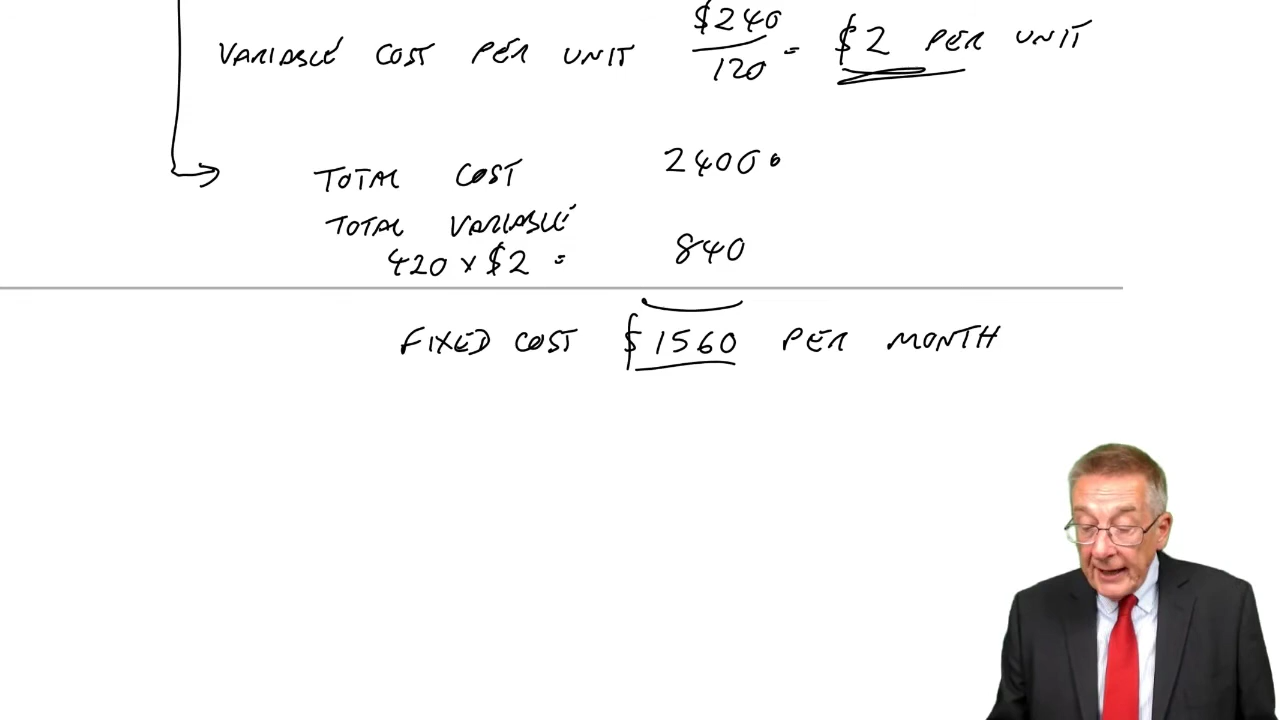 $240
VARIABLE COST PER UNIT 120 = $2 PER UNIT
TOTAL COST 2400
TOTAL VARIABLE
420 x $2 = 840
FIXED COST $1560 PER MONTH